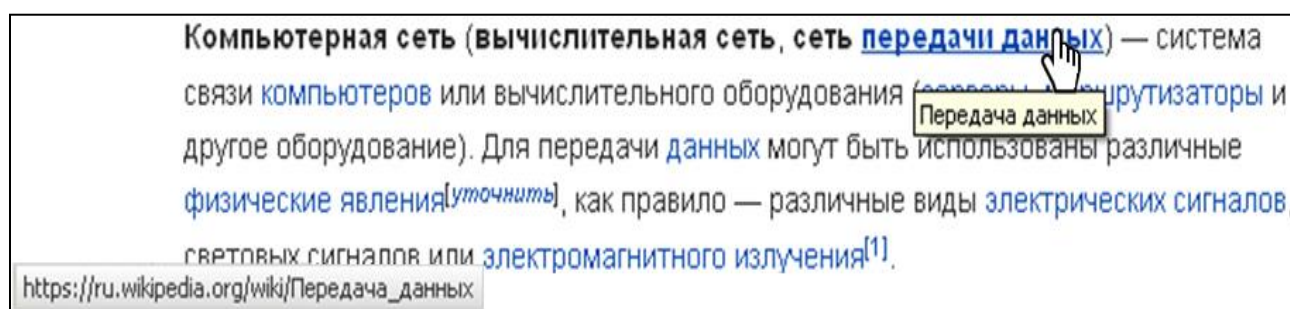 Компьютерная сеть (вычислительная сеть, сеть передачи данных) — система
связи компьютеров или вычислительного оборудования (серверы, маршрутизаторы и
Передача данных
другое оборудование). Для передачи данных могут быть использованы различные
физические явления[уточнить], как правило — различные виды электрических сигналов,
световых сигналов или электромагнитного излучения[1].
https://ru.wikipedia.org/wiki/Передача_данных